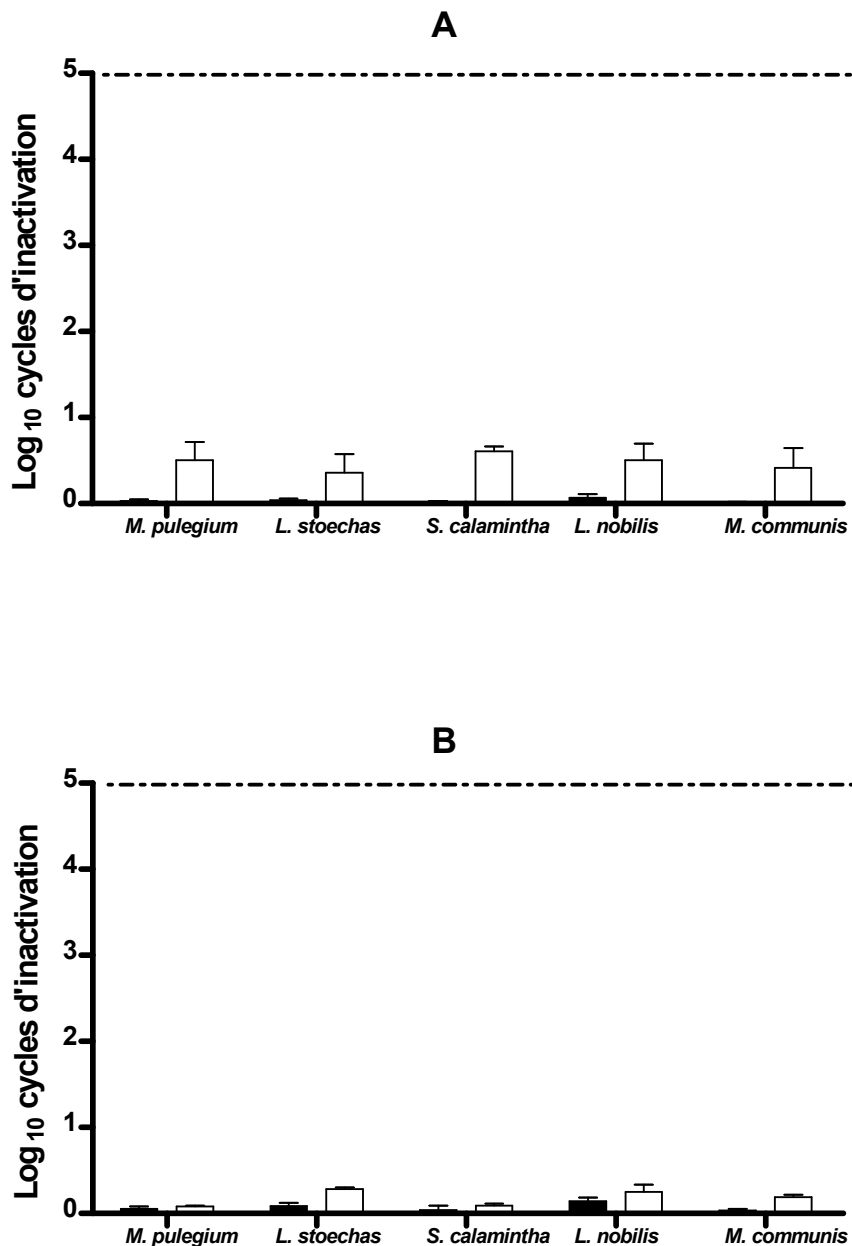 A
Log10 cycles d'inactivation
5
4
3
2
1
0
M. pulegium L. stoechas S. calamintha L. nobilis M. communis
B
Log10 cycles d'inactivation
5
4
3
2
1
0
M. pulegium L. stoechas S. calamintha L. nobilis M. communis